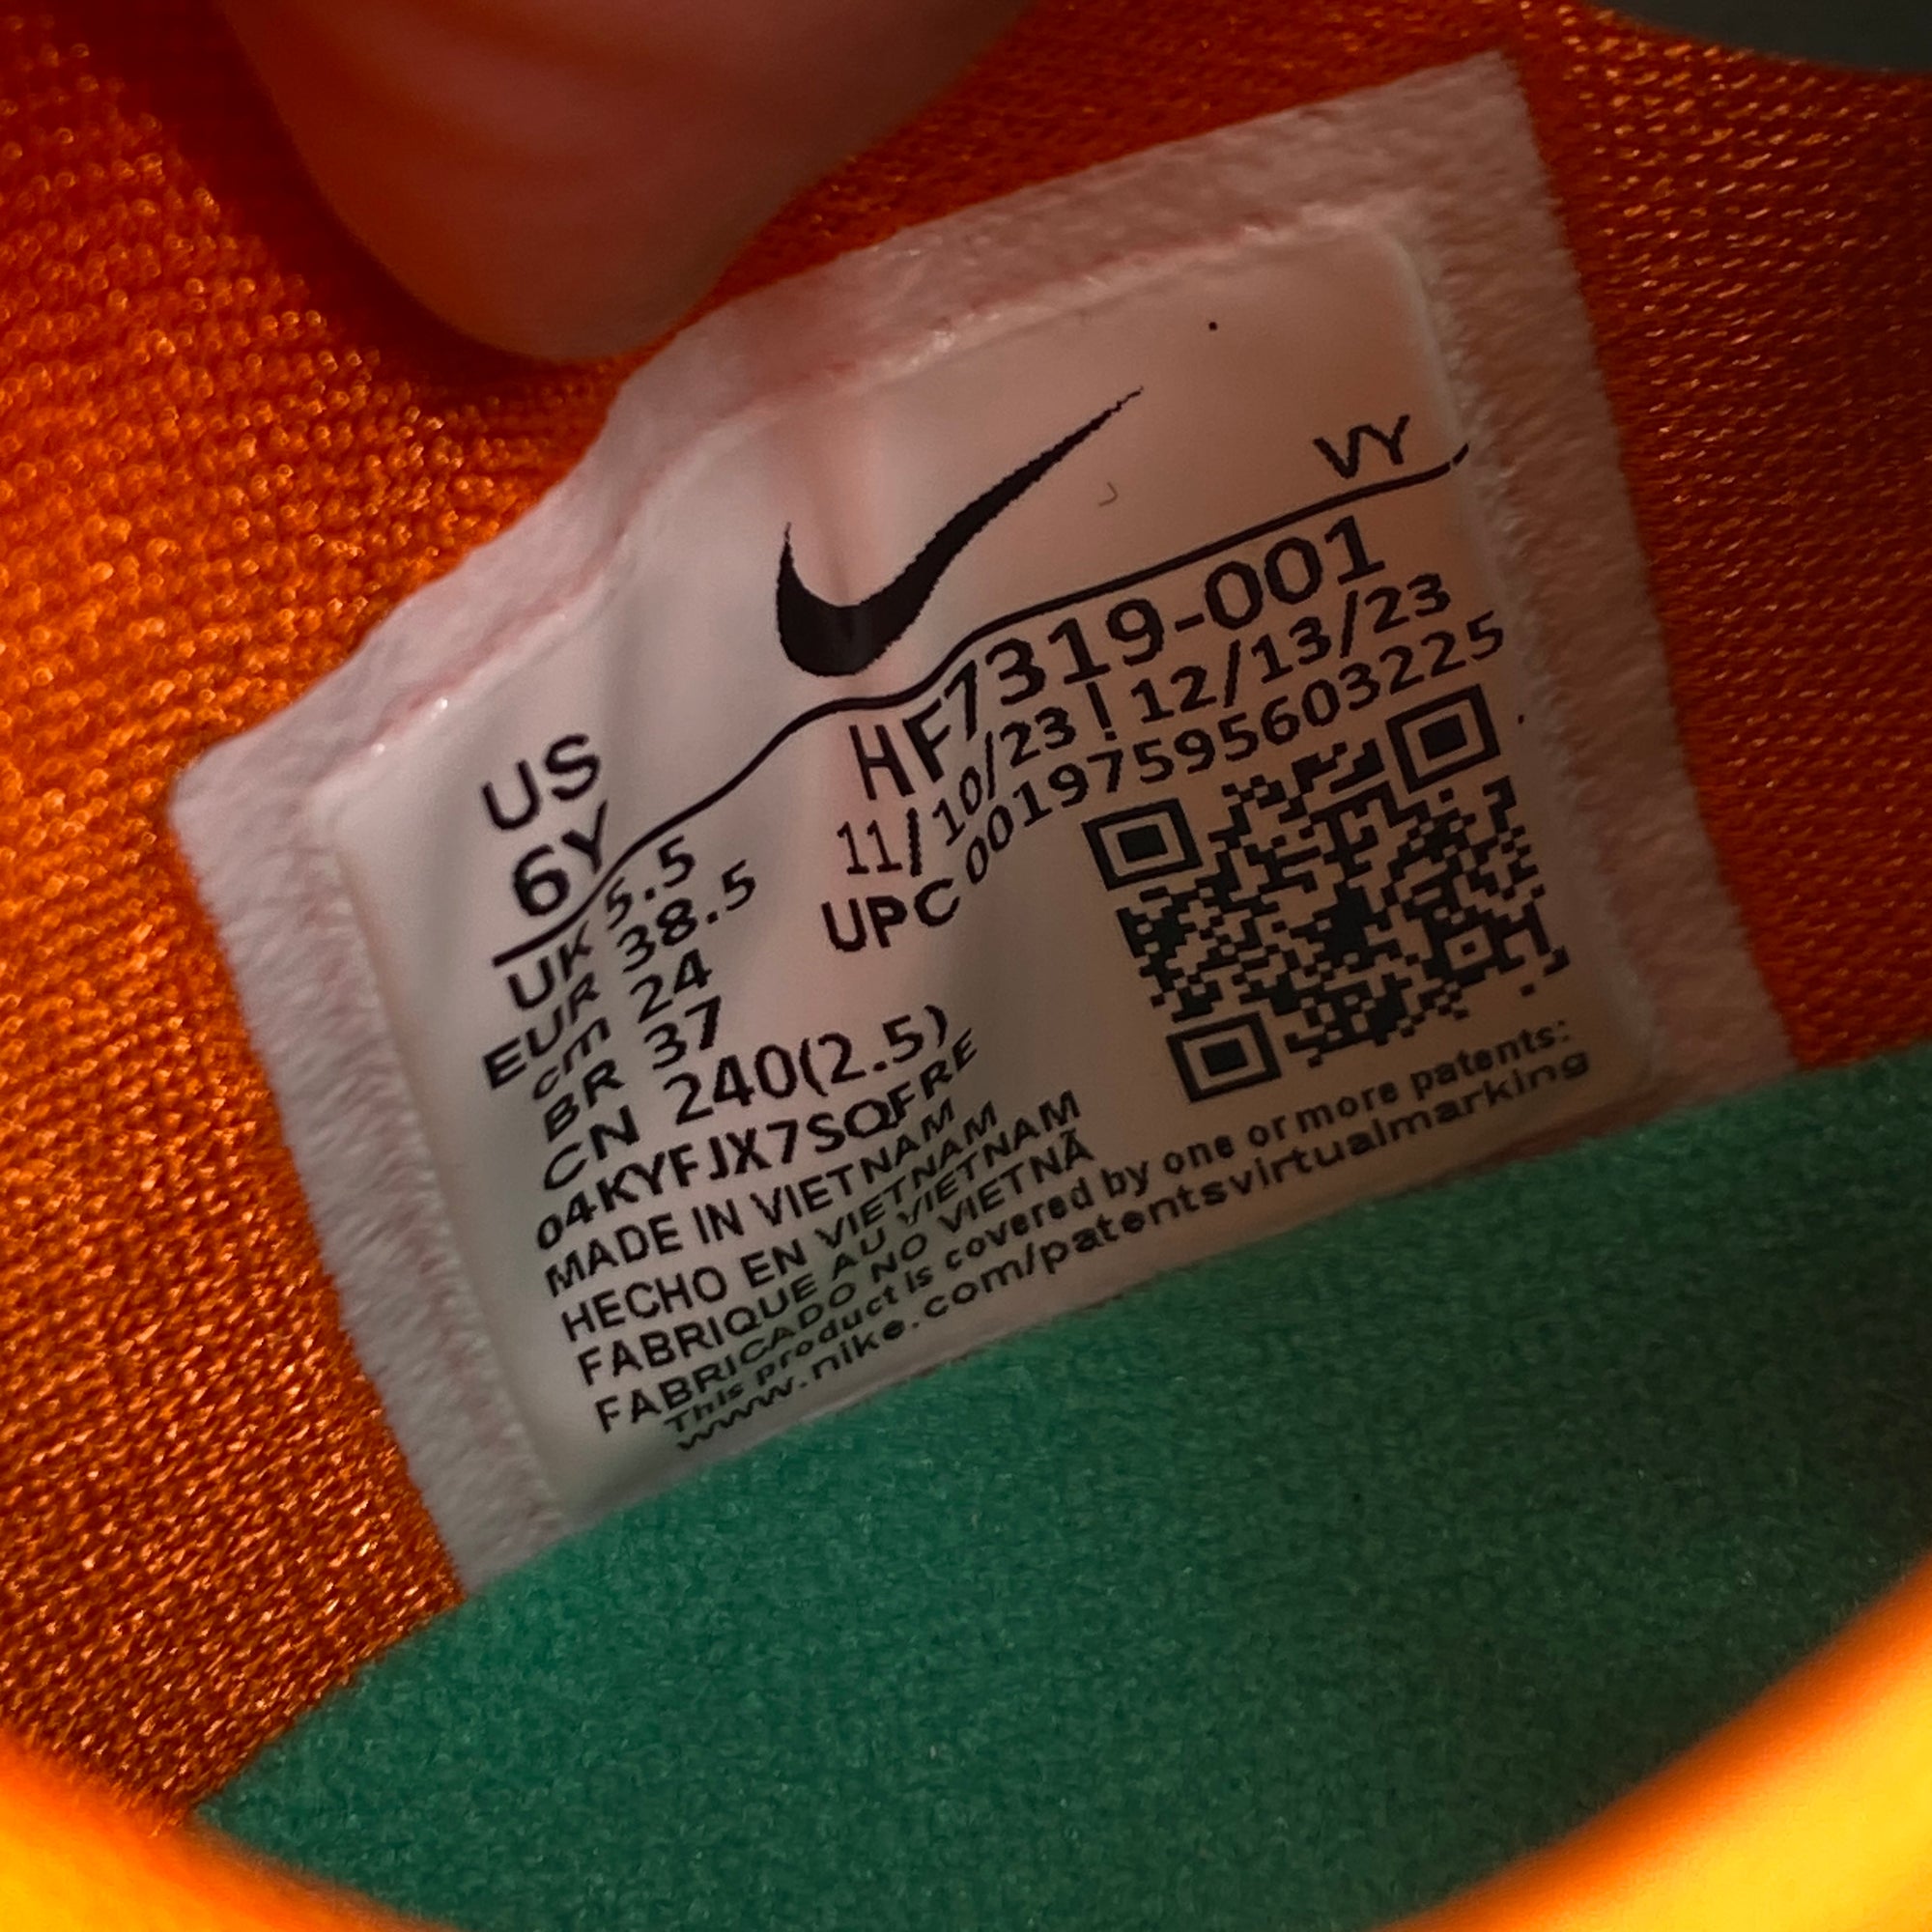 VY
US
6Y
HF7319-001
11/10/23 ! 12/13/23
UPC 00197595603225
UK 5.5
EUR 38.5
cm 24
BR 37
CN 240(2.5)
04KYFJX7SQFRE
MADE IN VIETNAM
HECHO EN VIETNAM
FABRIQUE AU VIETNAM
FABRICADO NO VIETNÃ
This product is covered by one or more patents:
www.nike.com/patentsvirtualmarking